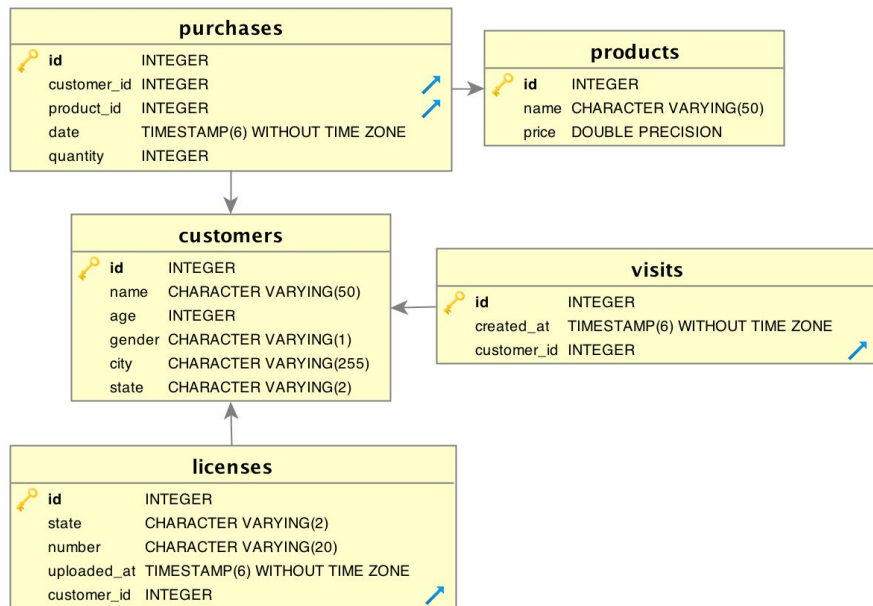 purchases
id INTEGER
customer_id INTEGER
product_id INTEGER
date TIMESTAMP(6) WITHOUT TIME ZONE
quantity INTEGER
products
id INTEGER
name CHARACTER VARYING(50)
price DOUBLE PRECISION
customers
id INTEGER
name CHARACTER VARYING(50)
age INTEGER
gender CHARACTER VARYING(1)
city CHARACTER VARYING(255)
state CHARACTER VARYING(2)
visits
id INTEGER
created_at TIMESTAMP(6) WITHOUT TIME ZONE
customer_id INTEGER
licenses
id INTEGER
state CHARACTER VARYING(2)
number CHARACTER VARYING(20)
uploaded_at TIMESTAMP(6) WITHOUT TIME ZONE
customer_id INTEGER